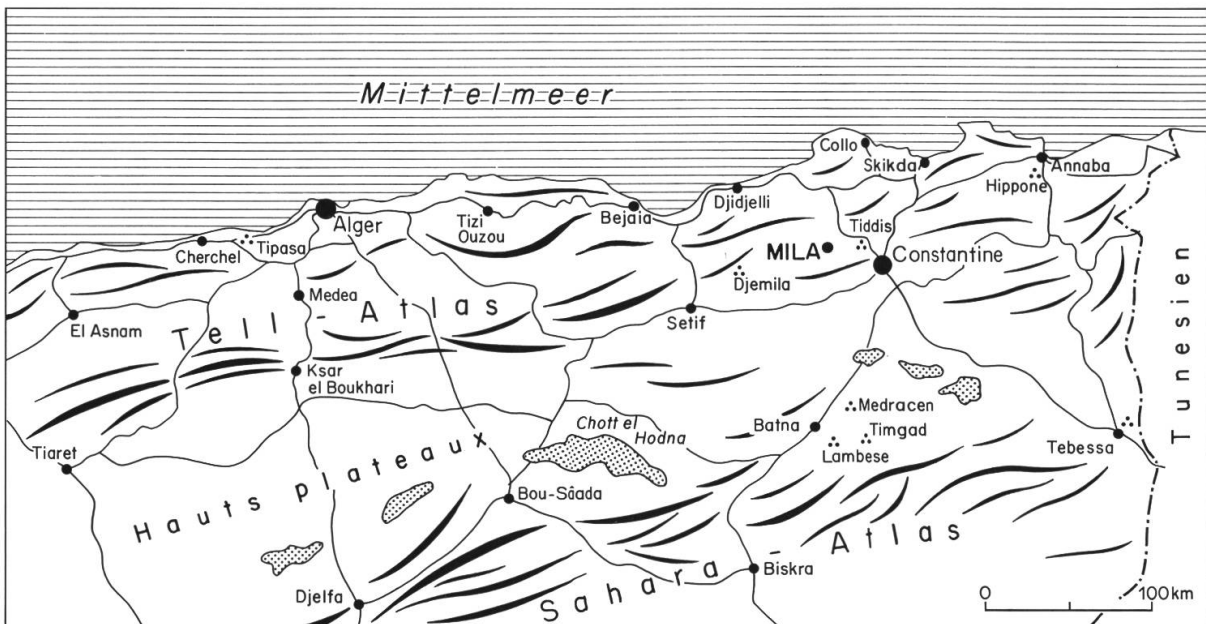 Mittelmeer
Collo
Skikda
Annaba
Hippone
Djidjelli
Bejaia
Tizi
Ouzou
Alger
Tipasa
Cherchel
Tiddis
MILA
Constantine
Djemila
Medea
Setif
El Asnam
Tell - Atlas
Ksar
el Boukhari
Tunesien
Medracen
Timgad
Lambese
Batna
Tebessa
Chott el
Hodna
Tiaret
Hauts plateaux
Bou-Sâada
Sahara - Atlas
Biskra
Djelfa
0 100km